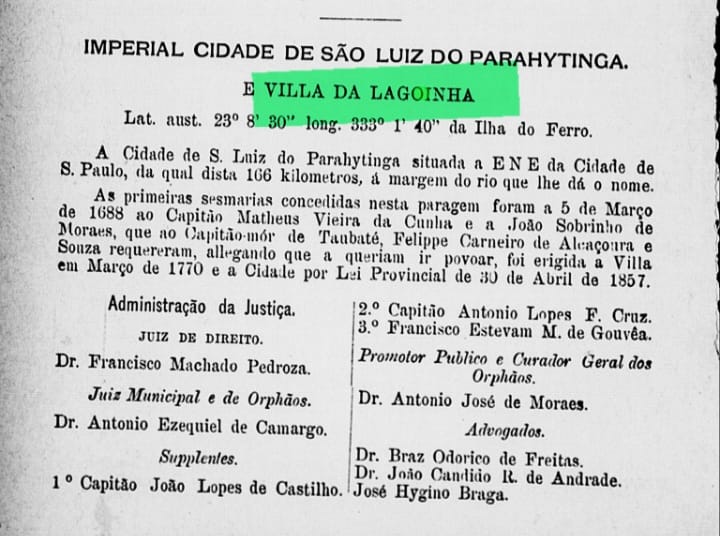 IMPERIAL CIDADE DE SÃO LUIZ DO PARAHYTINGA.
E VILLA DA LAGOINHA
Lat. aust. 23º 8' 30" long. 333º 1' 40" da Ilha do Ferro.
A Cidade de S. Luiz do Parahytinga situada a ENE da Cidade de
S. Paulo, da qual dista 166 kilometros, á margem do rio que lhe dá o nome.
As primeiras sesmarias concedidas nesta paragem foram a 5 de Março
de 1688 ao Capitão Matheus Vieira da Cunha e a João Sobrinho de
Moraes, que ao Capitão-mór de Taubaté, Felippe Carneiro de Alcaçoura e
Souza requereram, allegando que a queriam ir povoar, foi erigida a Villa
em Março de 1770 e a Cidade por Lei Provincial de 30 de Abril de 1857.
Administração da Justiça.
JUIZ DE DIREITO.
Dr. Francisco Machado Pedroza.
Juiz Municipal e de Orphãos.
Dr. Antonio Ezequiel de Camargo.
Supplentes.
1º Capitão João Lopes de Castilho.
2.º Capitão Antonio Lopes F. Cruz.
3.º Francisco Estevam M. de Gouvêa.
Promotor Publico e Curador Geral dos
Orphãos.
Dr. Antonio José de Moraes.
Advogados.
Dr. Braz Odorico de Freitas.
Dr. João Candido R. de Andrade.
José Hygino Braga.